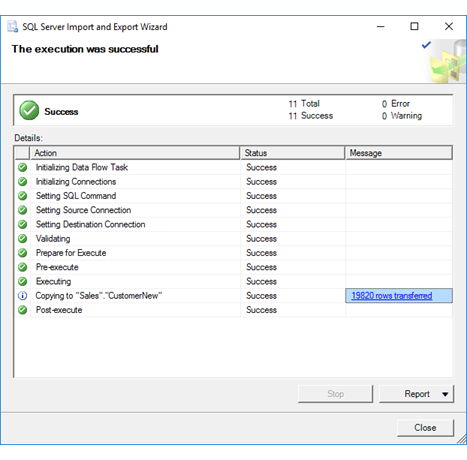 SQL Server Import and Export Wizard
The execution was successful
Success
11 Total
0 Error
11 Success
0 Warning
Details:
Action Status Message
Initializing Data Flow Task Success
Initializing Connections Success
Setting SQL Command Success
Setting Source Connection Success
Setting Destination Connection Success
Validating Success
Prepare for Execute Success
Pre-execute Success
Executing Success
Copying to "Sales"."CustomerNew" Success 19820 rows transferred
Post-execute Success
Stop Report
Close